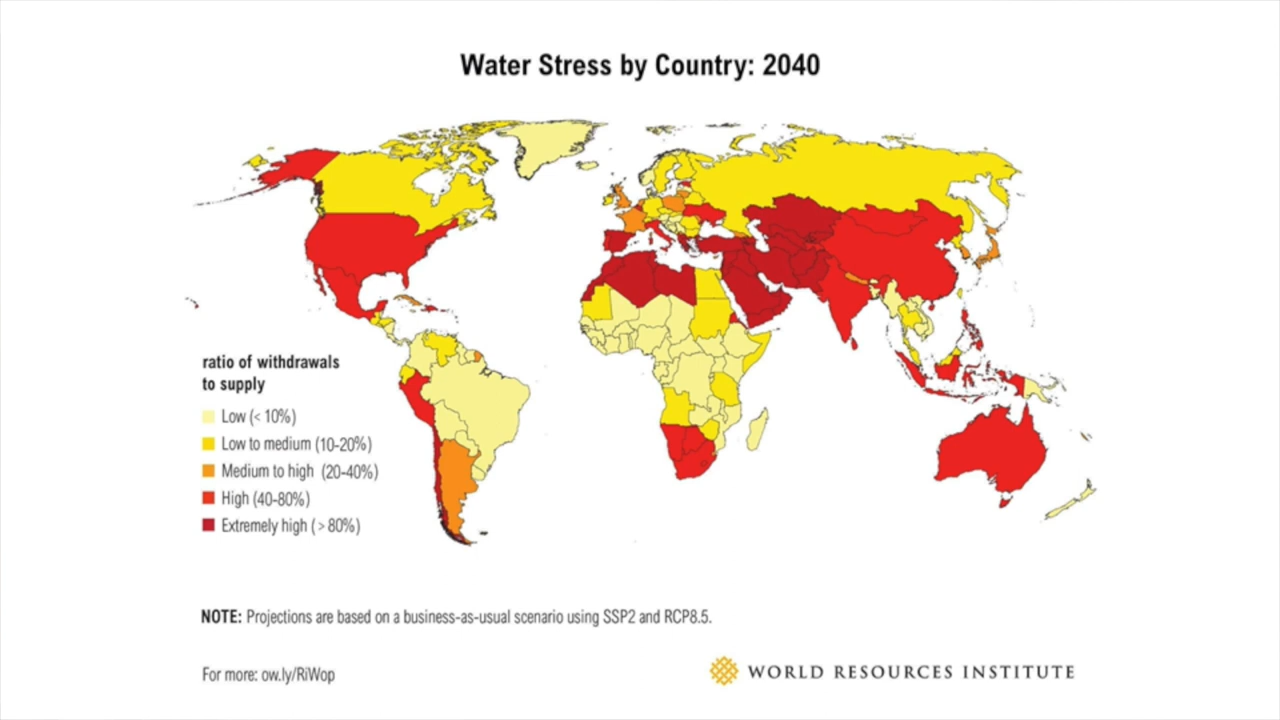 Water Stress by Country: 2040
ratio of withdrawals
to supply
Low (< 10%)
Low to medium (10-20%)
Medium to high (20-40%)
High (40-80%)
Extremely high (> 80%)
NOTE: Projections are based on a business-as-usual scenario using SSP2 and RCP8.5.
For more: ow.ly/RiWop
WORLD RESOURCES INSTITUTE